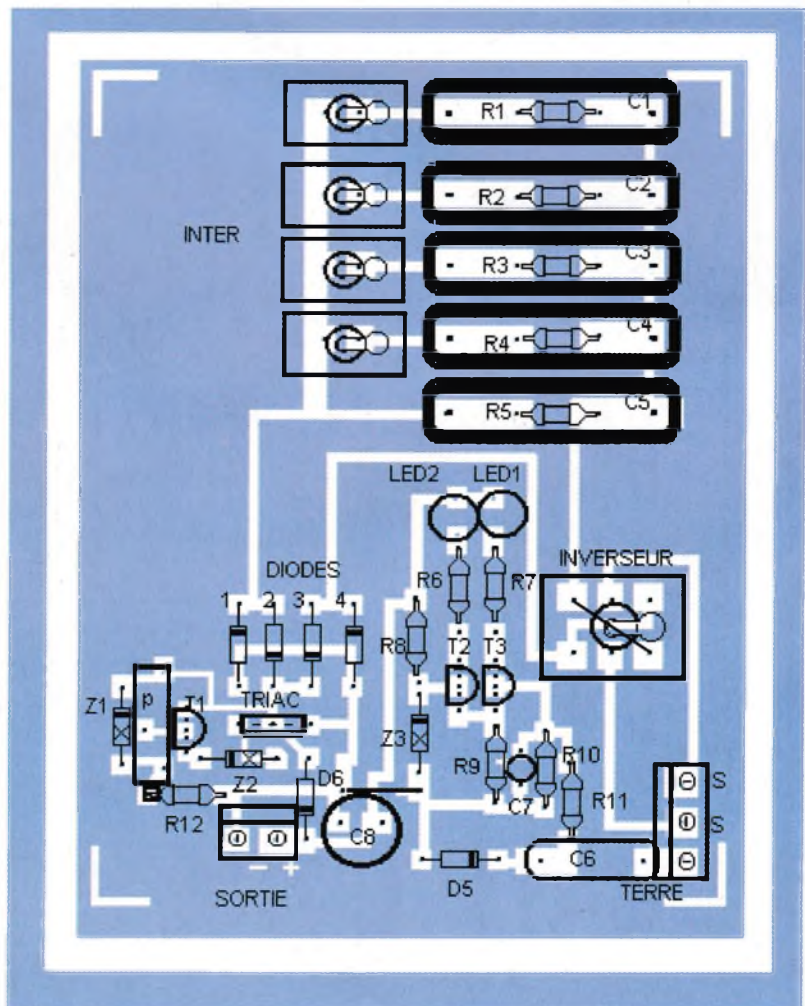 R1 C1
R2 C2
INTER
R3 C3
R4 C4
R5 C5
LED2 LED1
DIODES
INVERSEUR
1 2 3 4
R6 R7
R8
T2 T3
Z1 p T1 TRIAC
Z3
Z2 D6
R9 R10
C7 R11
R12
C8
S
S
C6
- +
D5
SORTIE
TERRE